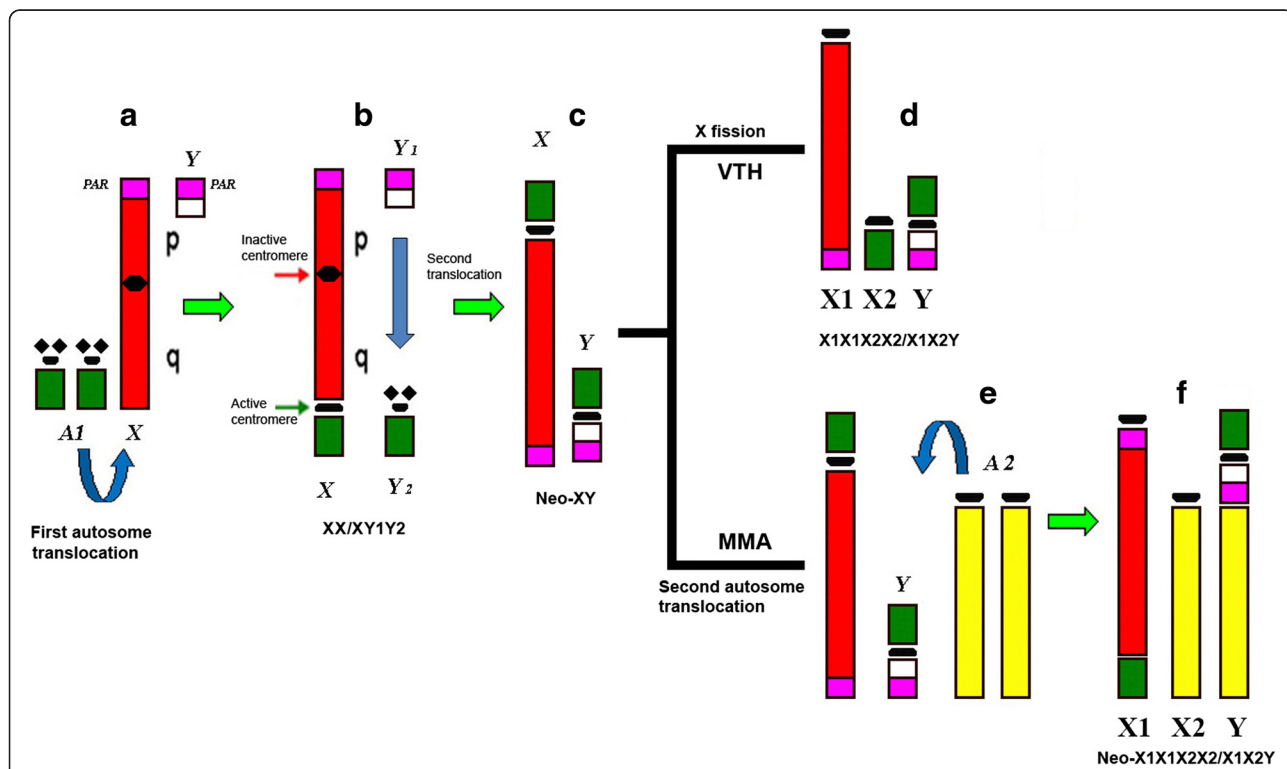 a
Y
PAR
PAR
p
q
A1
X
First autosome
translocation
b
Y1
Inactive
centromere
p
Second
translocation
q
Active
centromere
X
Y2
XX/XY1Y2
c
X
Y
Neo-XY
X fission
VTH
d
X1
X2
Y
X1X1X2X2/X1X2Y
MMA
Second autosome
translocation
Y
e
A2
f
X1
X2
Y
Neo-X1X1X2X2/X1X2Y